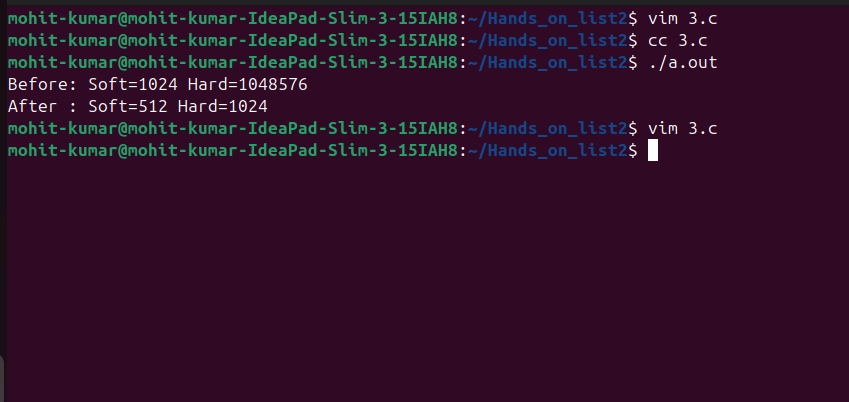 mohit-kumar@mohit-kumar-IdeaPad-Slim-3-15IAH8:~/Hands_on_list2$ vim 3.c
mohit-kumar@mohit-kumar-IdeaPad-Slim-3-15IAH8:~/Hands_on_list2$ cc 3.c
mohit-kumar@mohit-kumar-IdeaPad-Slim-3-15IAH8:~/Hands_on_list2$ ./a.out
Before: Soft=1024 Hard=1048576
After : Soft=512 Hard=1024
mohit-kumar@mohit-kumar-IdeaPad-Slim-3-15IAH8:~/Hands_on_list2$ vim 3.c
mohit-kumar@mohit-kumar-IdeaPad-Slim-3-15IAH8:~/Hands_on_list2$